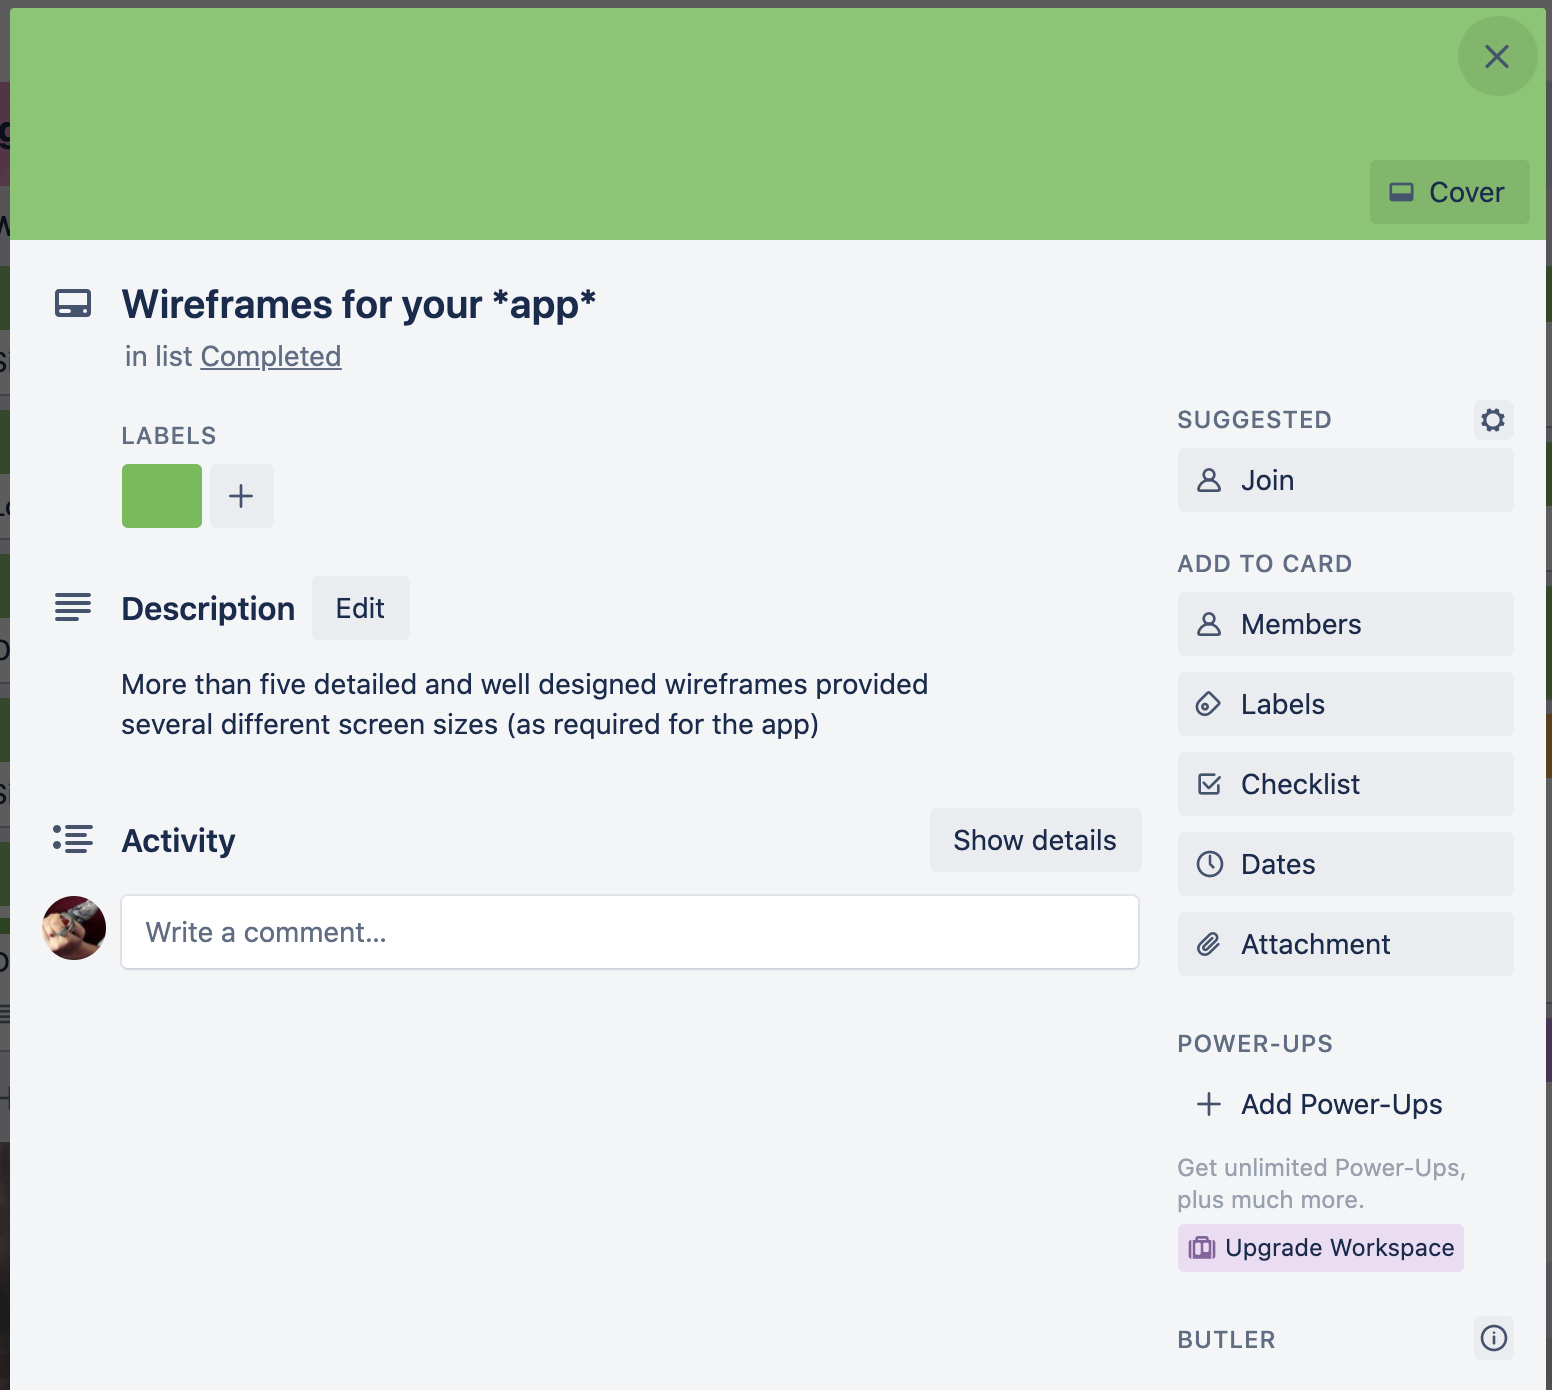 Cover
Wireframes for your *app*
in list Completed
LABELS
Description
Edit
More than five detailed and well designed wireframes provided
several different screen sizes (as required for the app)
Activity
Show details
Write a comment...
SUGGESTED
Join
ADD TO CARD
Members
Labels
Checklist
Dates
Attachment
POWER-UPS
Add Power-Ups
Get unlimited Power-Ups,
plus much more.
Upgrade Workspace
BUTLER